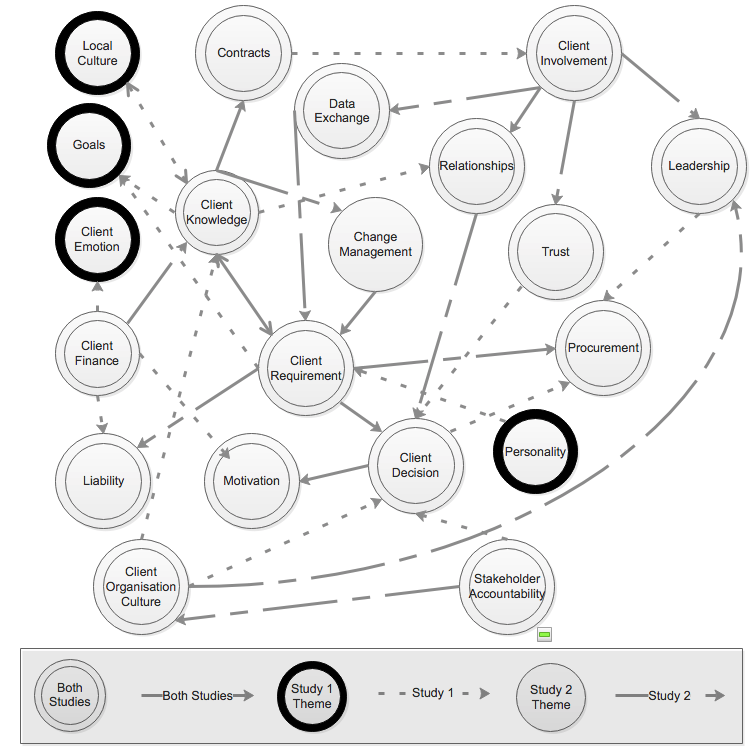 Local
Culture
Contracts
Client
Involvement
Data
Exchange
Goals
Relationships
Leadership
Client
Knowledge
Client
Emotion
Change
Management
Trust
Client
Finance
Client
Requirement
Procurement
Liability
Motivation
Client
Decision
Personality
Client
Organisation
Culture
Stakeholder
Accountability
Both
Studies
Both Studies
Study 1
Theme
Study 1
Study 2
Theme
Study 2